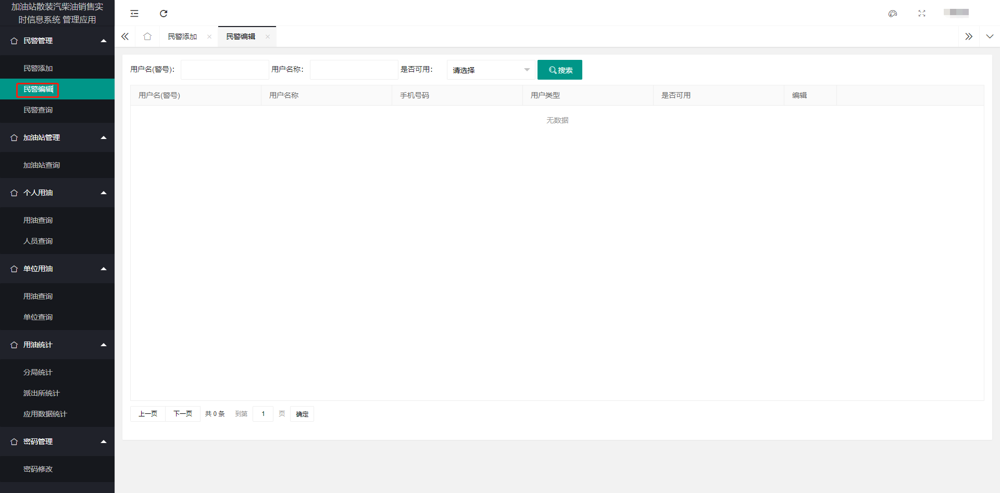 加油站散装汽柴油销售实
时信息系统 管理应用
民警管理
民警添加
民警编辑
民警查询
加油站管理
加油站查询
个人用油
用油查询
人员查询
单位用油
用油查询
单位查询
用油统计
分局统计
派出所统计
应用数据统计
密码管理
密码修改
民警添加 民警编辑
用户名(警号)： 用户名称： 是否可用： 请选择 搜索
用户名(警号) 用户名称 手机号码 用户类型 是否可用 编辑
无数据
上一页 下一页 共 0 条 到第 1 页 确定